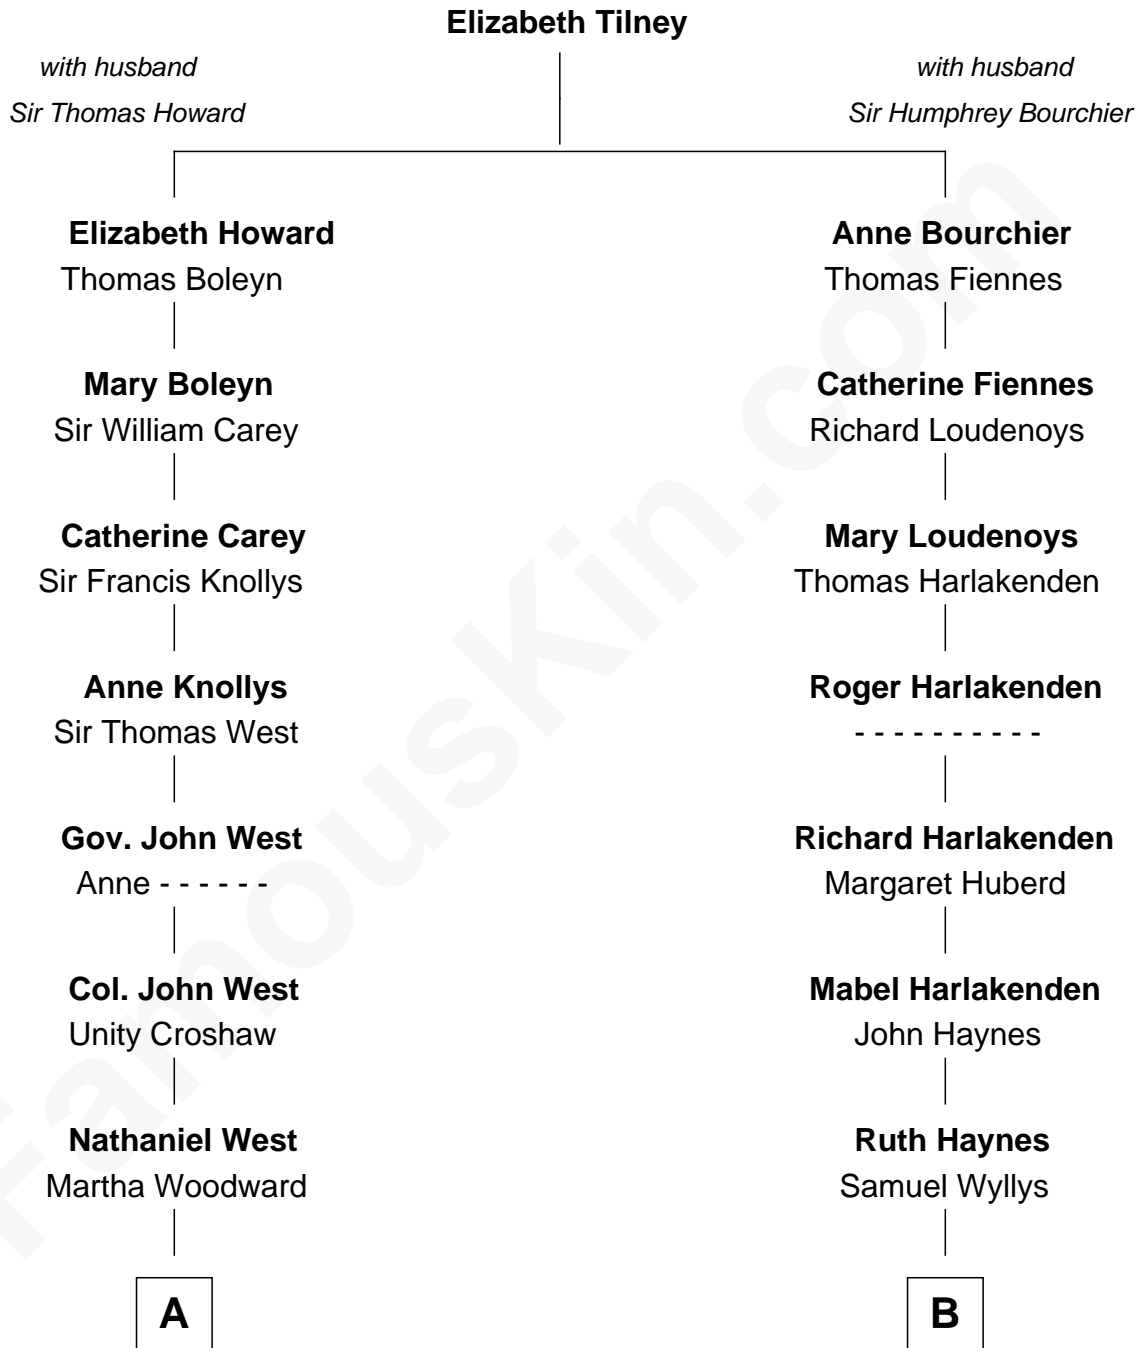 Elizabeth Tilney
with husband
Sir Thomas Howard
with husband
Sir Humphrey Bourchier
Elizabeth Howard
Thomas Boleyn
Mary Boleyn
Sir William Carey
Catherine Carey
Sir Francis Knollys
Anne Knollys
Sir Thomas West
Gov. John West
Anne - - - - - -
Col. John West
Unity Croshaw
Nathaniel West
Martha Woodward
A
Anne Bourchier
Thomas Fiennes
Catherine Fiennes
Richard Loudenoys
Mary Loudenoys
Thomas Harlakenden
Roger Harlakenden
- - - - - - - - - -
Richard Harlakenden
Margaret Huberd
Mabel Harlakenden
John Haynes
Ruth Haynes
Samuel Wyllys
B
FamousKin.com